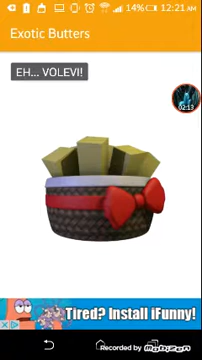 14% 12:21 AM
Exotic Butters
EH... VOLEVI!
02:13
Tired? Install iFunny!
Recorded by Mobizen